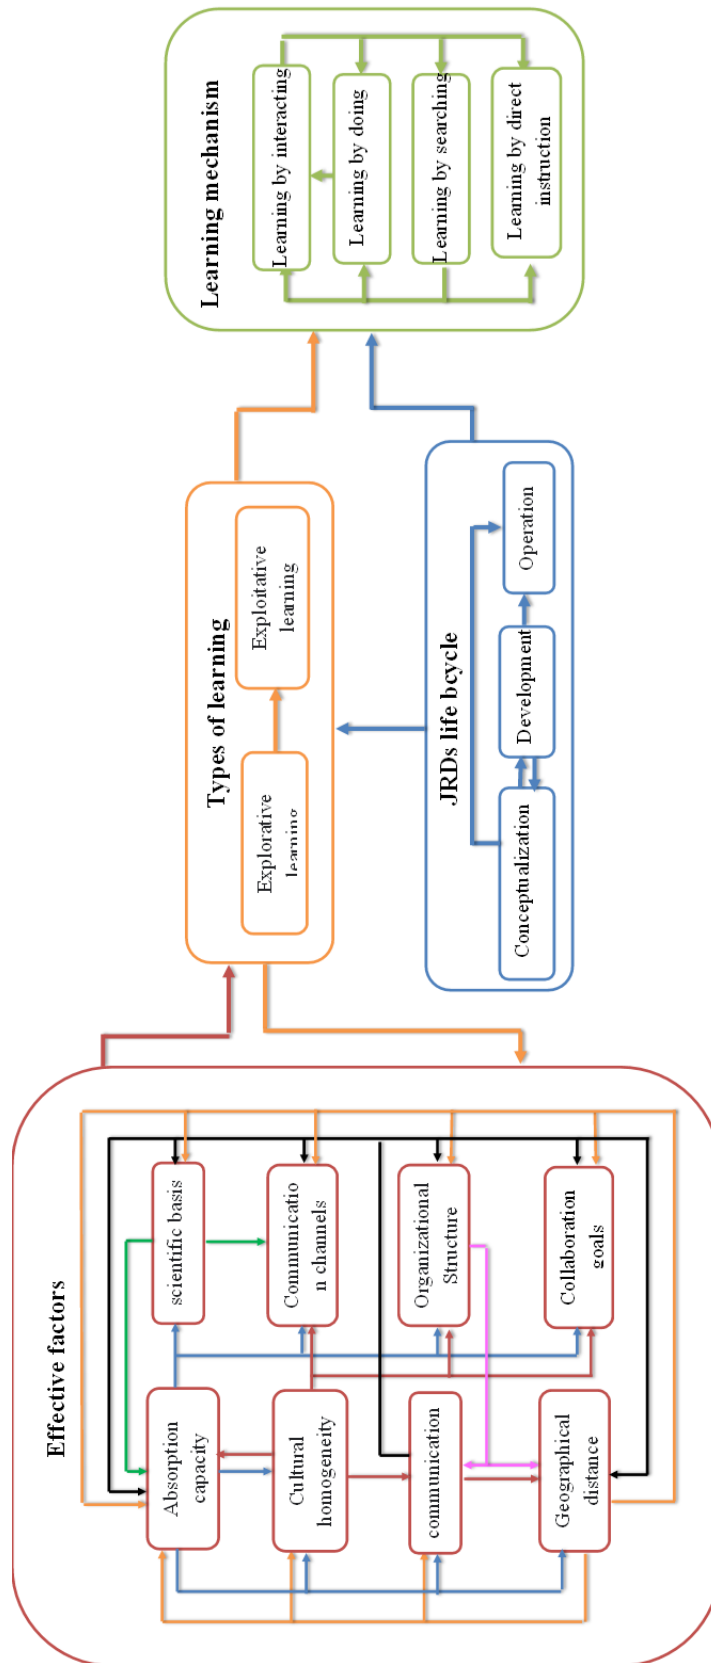 Effective factors
Absorption
capacity
scientific basis
Cultural
homogeneity
Communicatio
n channels
communication
Organizational
Structure
Geographical
distance
Collaboration
goals
Types of learning
Explorative
learning
Exploitative
learning
JRDs life bcycle
Conceptualization
Development
Operation
Learning mechanism
Learning by interacting
Learning by doing
Learning by searching
Learning by direct
instruction